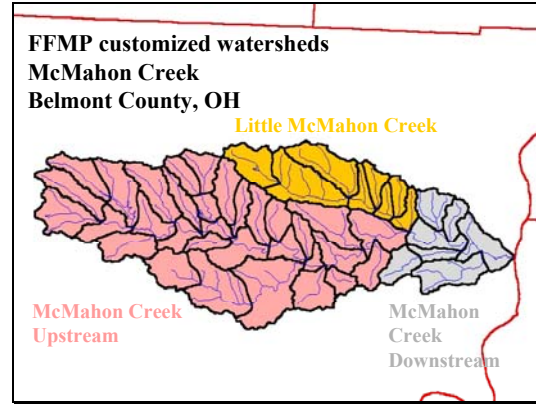 FFMP customized watersheds
McMahon Creek
Belmont County, OH
Little McMahon Creek
McMahon Creek
Upstream
McMahon
Creek
Downstream